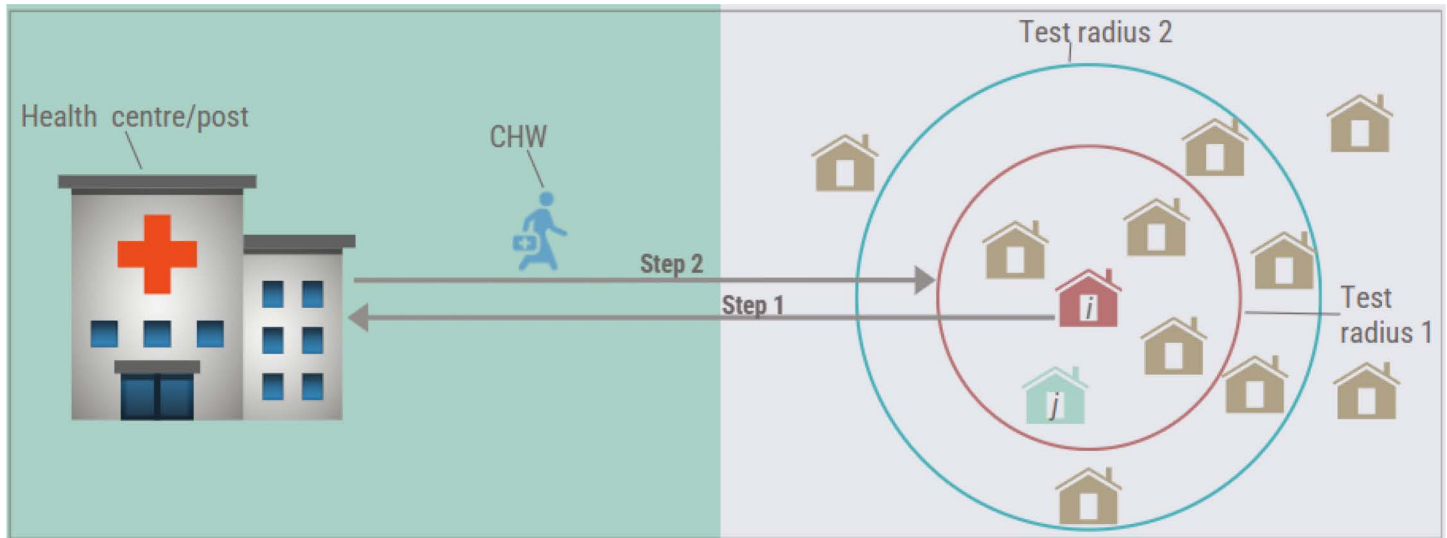 Test radius 2
Health centre/post
CHW
Step 2
Step 1
i
Test
radius 1
j